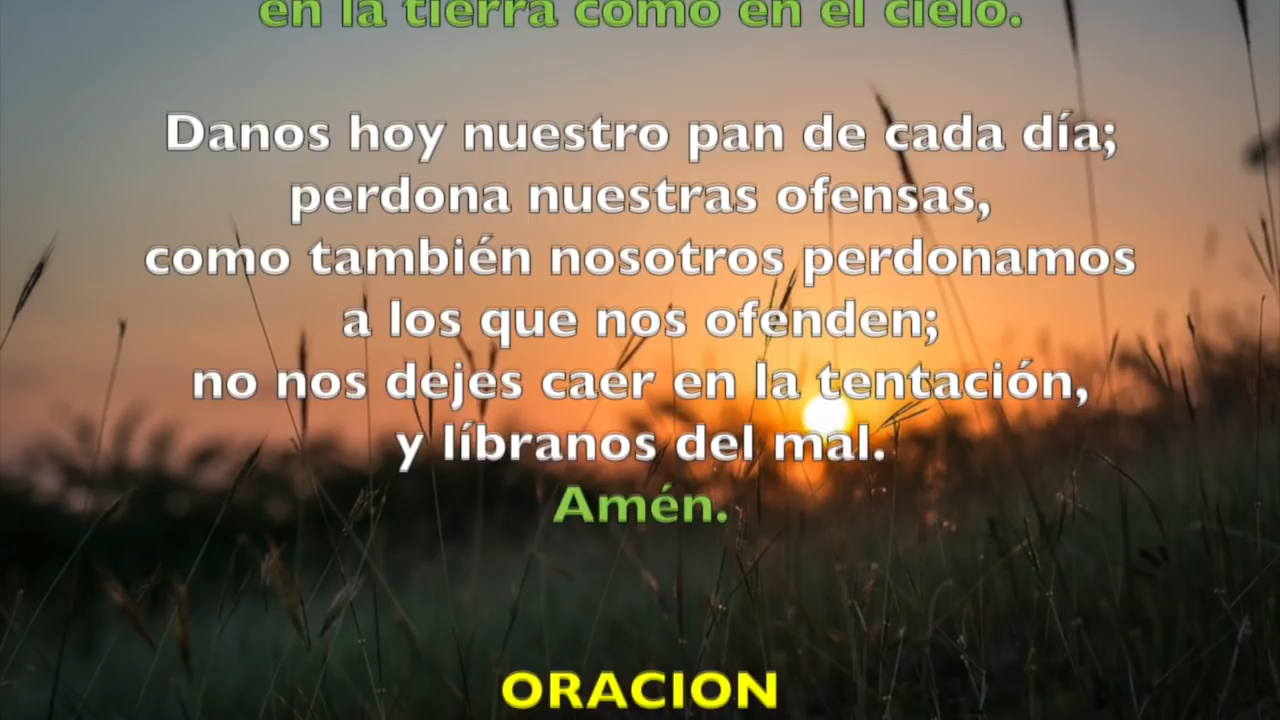 en la tierra como en el cielo.
Danos hoy nuestro pan de cada día;
perdona nuestras ofensas,
como también nosotros perdonamos
a los que nos ofenden;
no nos dejes caer en la tentación,
y líbranos del mal.
Amén.
ORACION